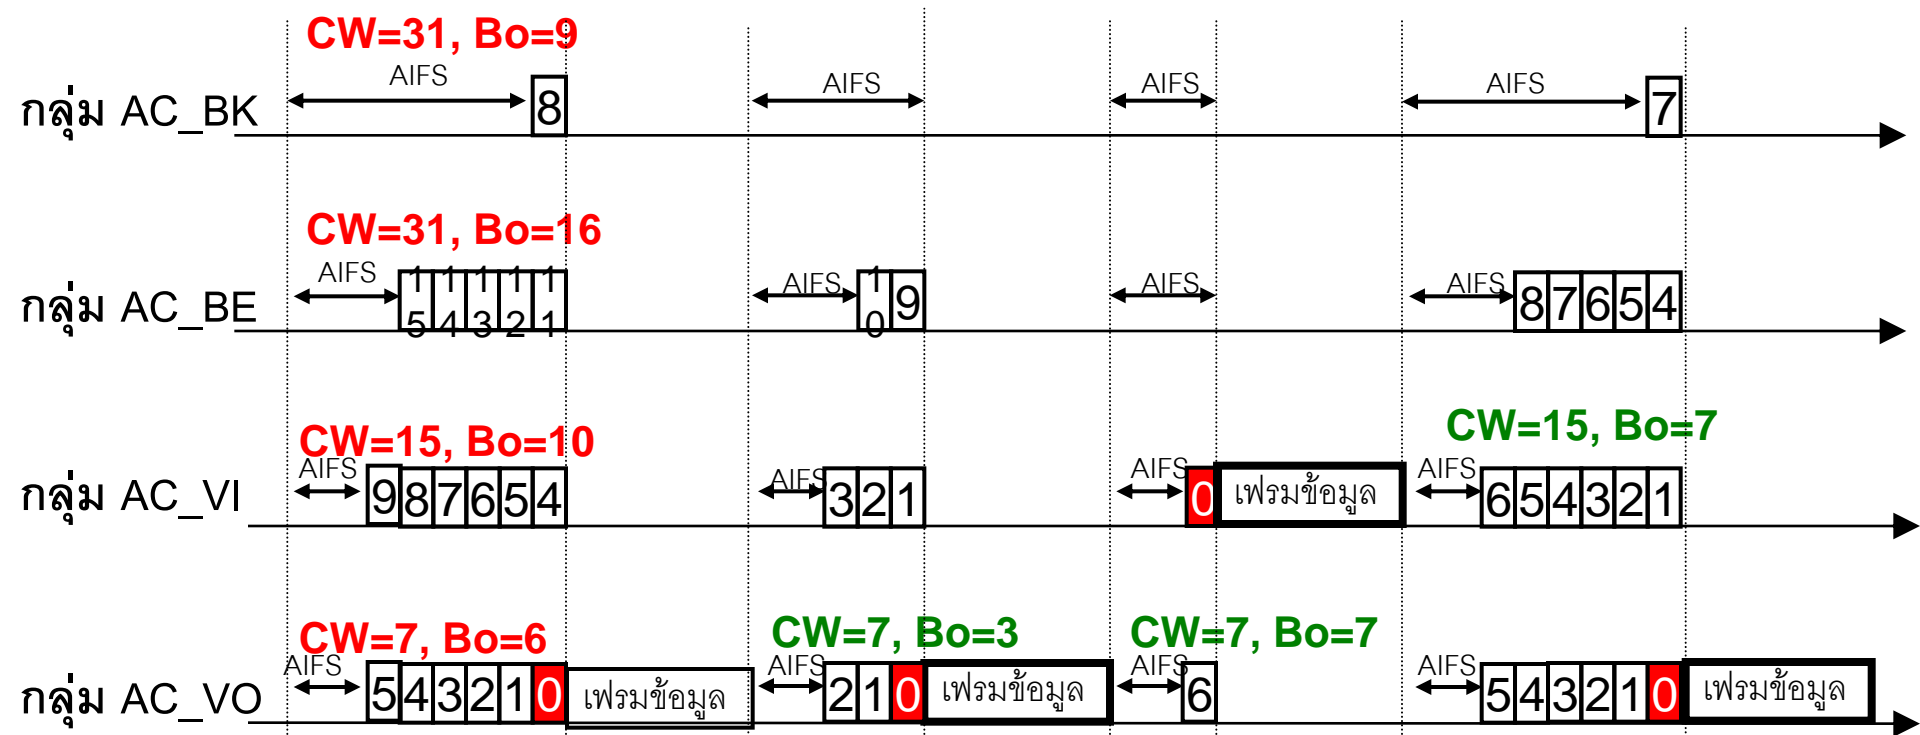 CW=31, Bo=9
AIFS AIFS AIFS AIFS
กลุ่ม AC_BK 8 7
CW=31, Bo=16
AIFS AIFS AIFS AIFS
กลุ่ม AC_BE 15 14 13 12 11 10 9 8 7 6 5 4
CW=15, Bo=10 CW=15, Bo=7
AIFS AIFS AIFS AIFS
กลุ่ม AC_VI 9 8 7 6 5 4 3 2 1 0 เฟรมข้อมูล 6 5 4 3 2 1
CW=7, Bo=6 CW=7, Bo=3 CW=7, Bo=7
AIFS AIFS AIFS AIFS
กลุ่ม AC_VO 5 4 3 2 1 0 เฟรมข้อมูล 2 1 0 เฟรมข้อมูล 6 5 4 3 2 1 0 เฟรมข้อมูล